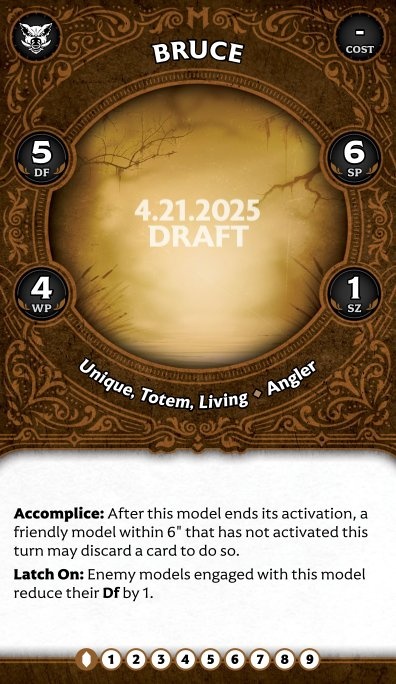 BRUCE
-
COST
5
DF
6
SP
4.21.2025
DRAFT
4
WP
1
SZ
Unique, Totem, Living ◆ Angler
Accomplice: After this model ends its activation, a
friendly model within 6" that has not activated this
turn may discard a card to do so.
Latch On: Enemy models engaged with this model
reduce their Df by 1.
1 2 3 4 5 6 7 8 9